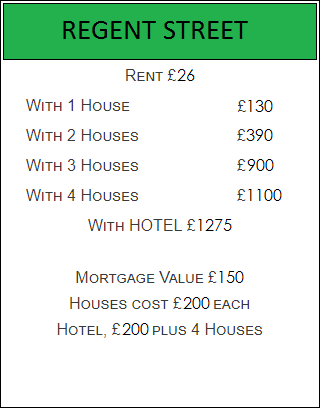 REGENT STREET
Rent £26
With 1 House £130
With 2 Houses £390
With 3 Houses £900
With 4 Houses £1100
With HOTEL £1275
Mortgage Value £150
Houses cost £200 each
Hotel, £200 plus 4 Houses